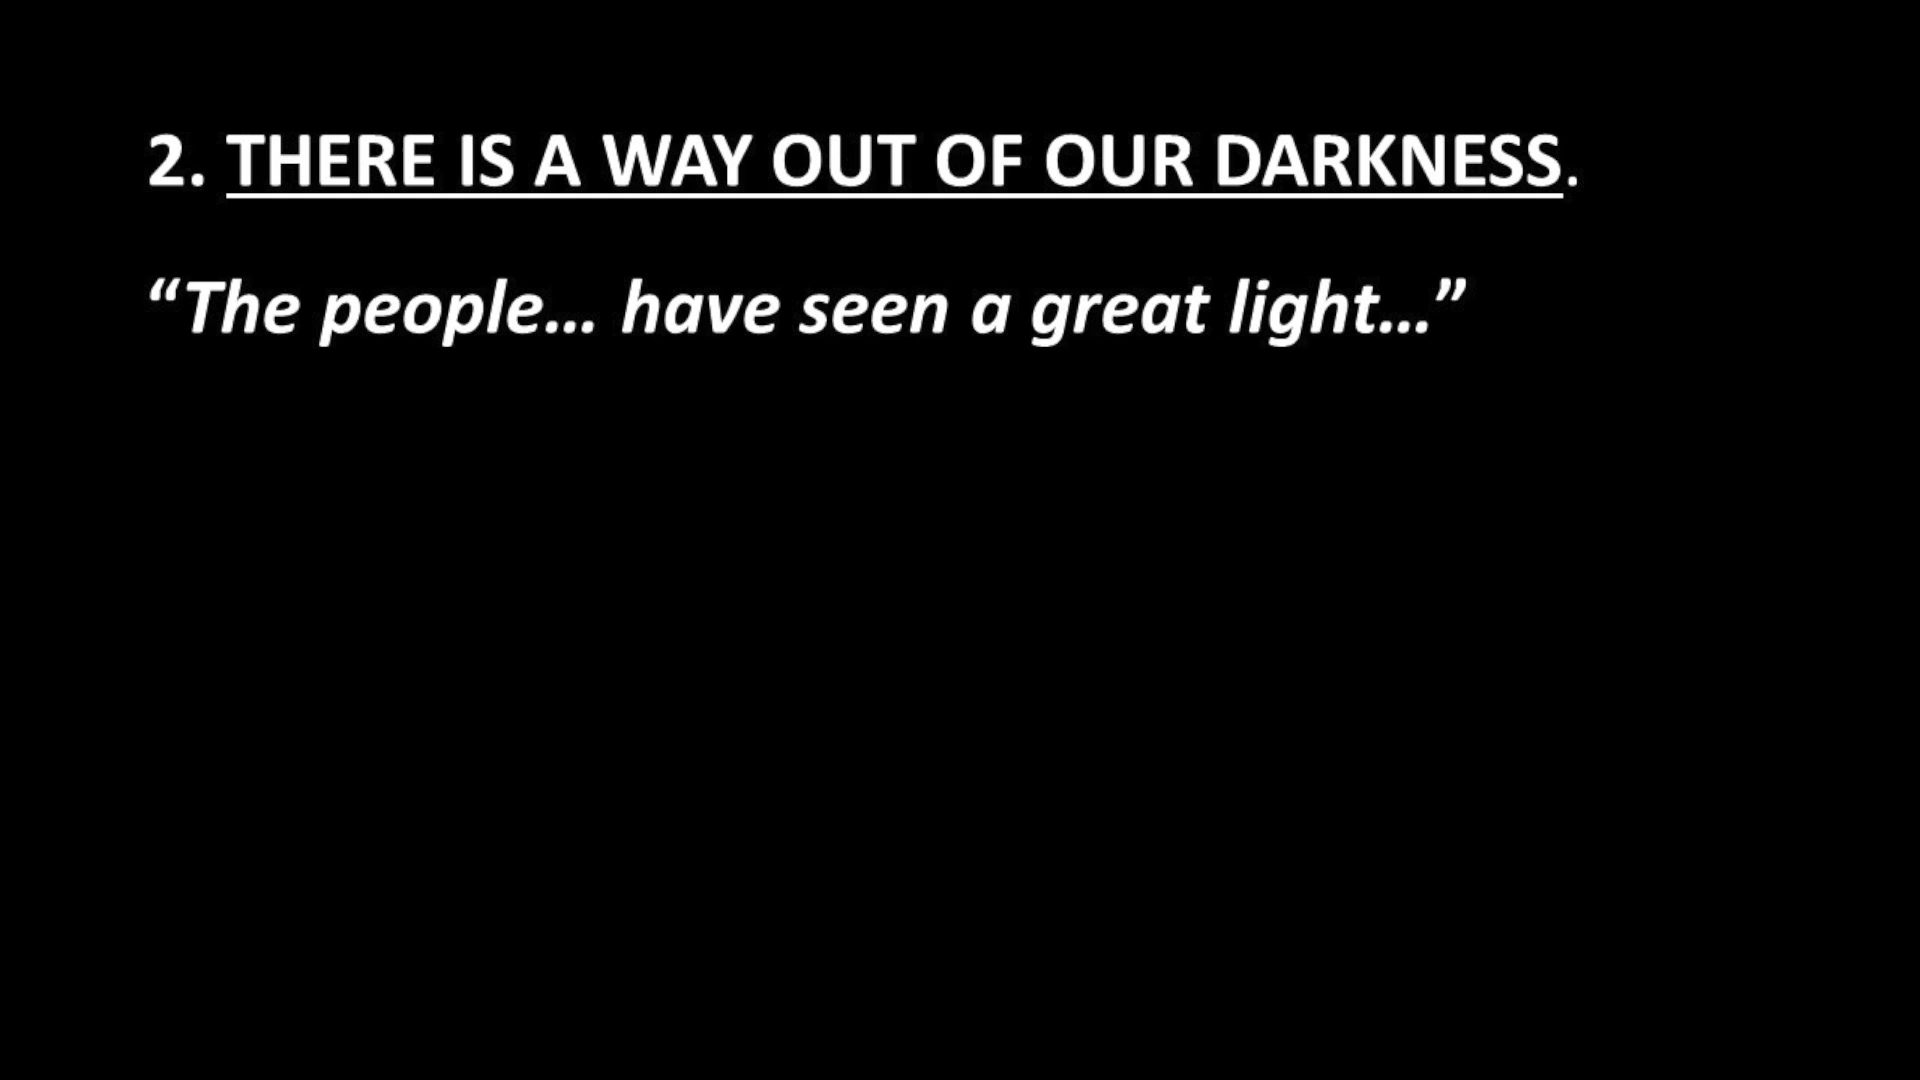 2. THERE IS A WAY OUT OF OUR DARKNESS.
“The people... have seen a great light...”